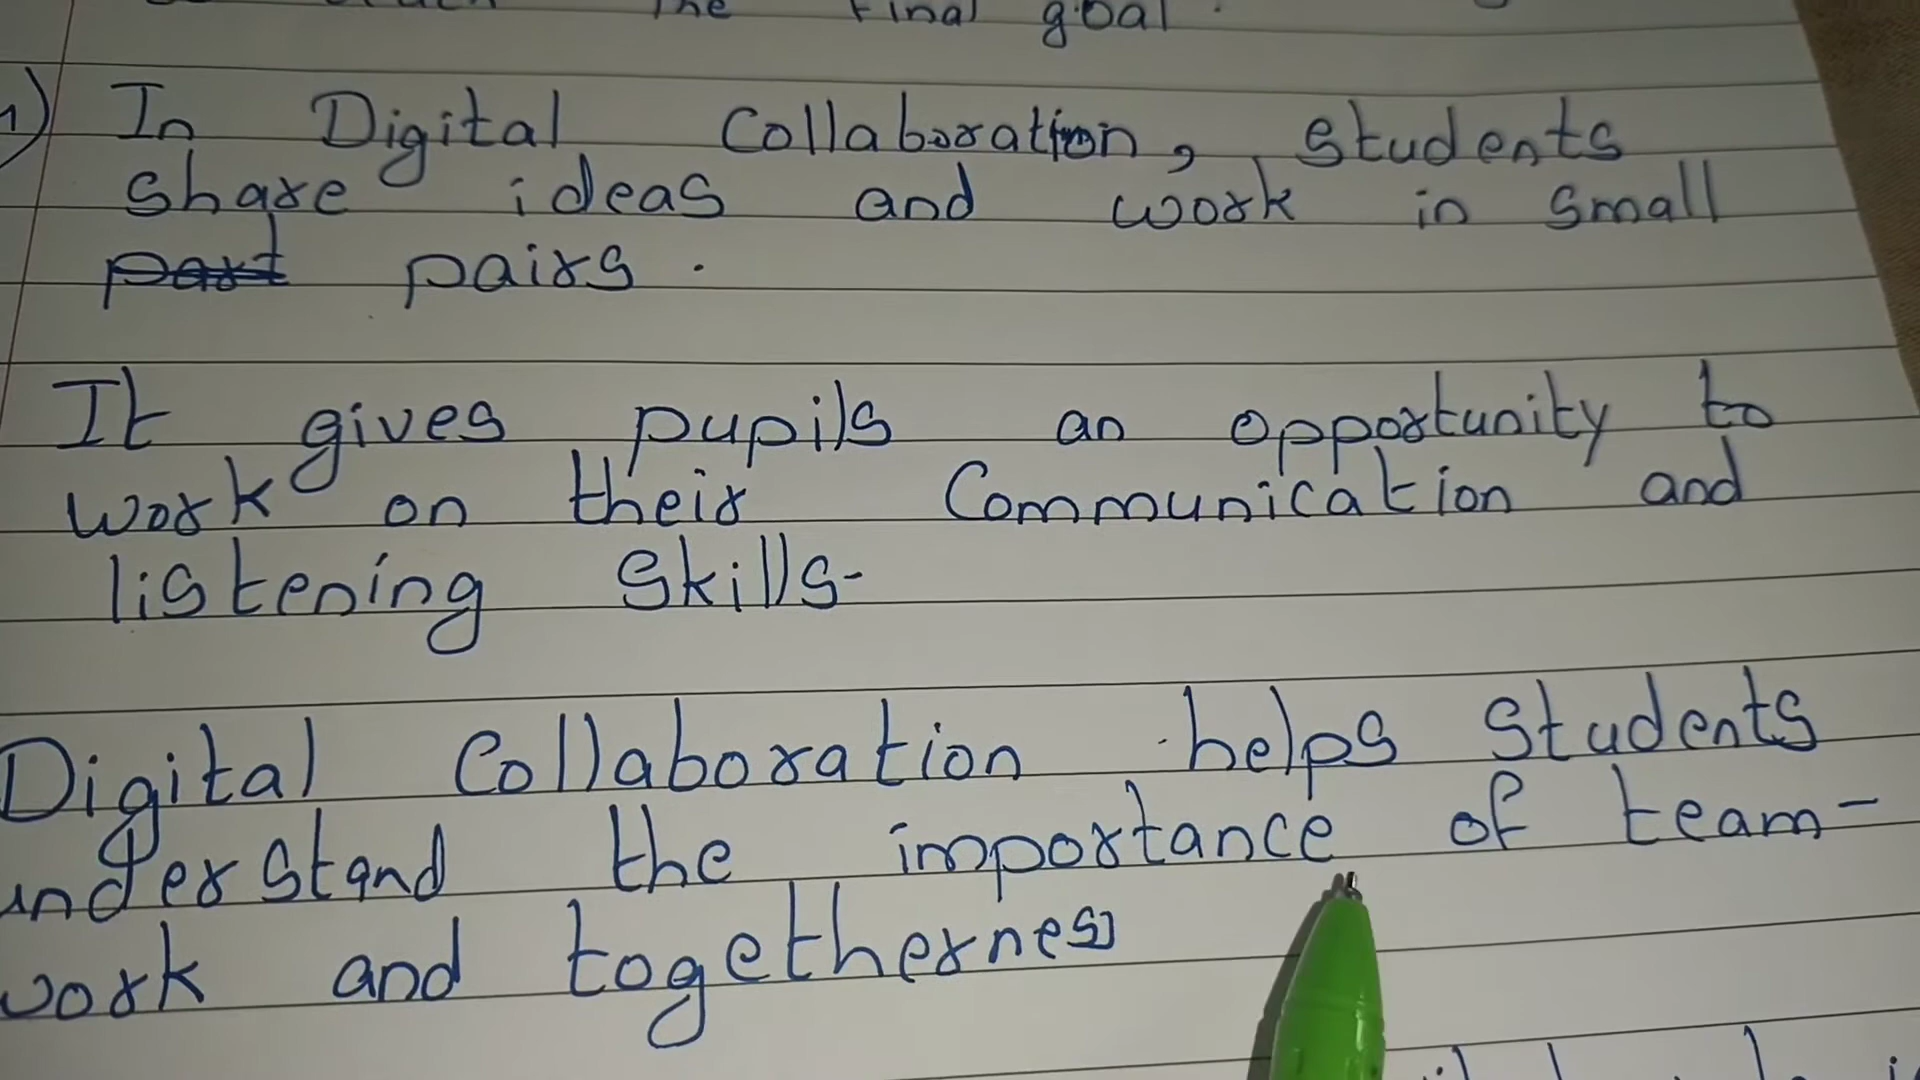 the final goal.
1) In Digital Collaboration, students
share ideas and work in small
part pairs.
It gives pupils an opportunity to
work on their Communication and
listening skills-
Digital Collaboration helps students
understand the importance of team-
work and togetherness